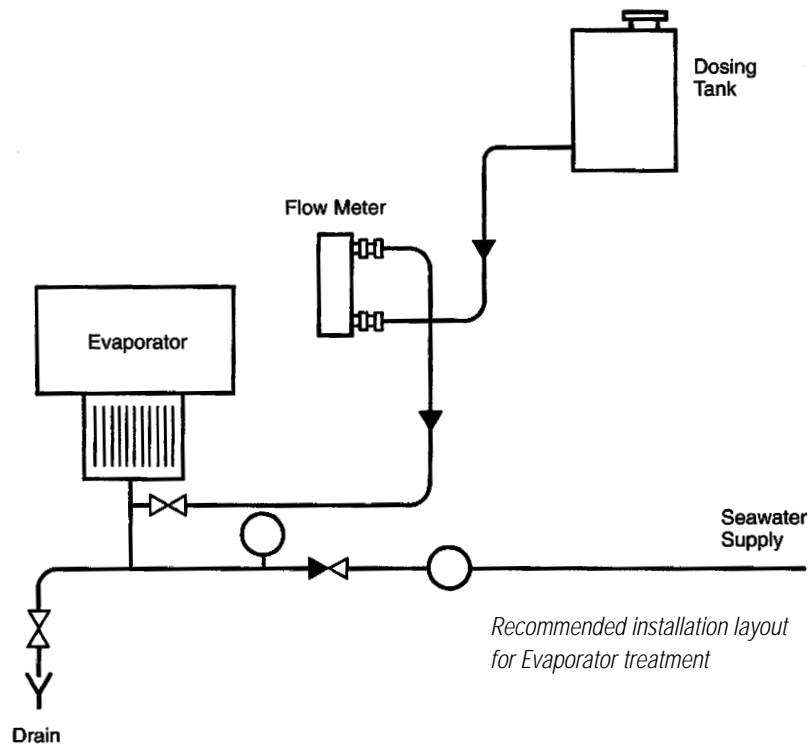 Dosing
Tank
Flow Meter
Evaporator
Seawater
Supply
Recommended installation layout
for Evaporator treatment
Drain